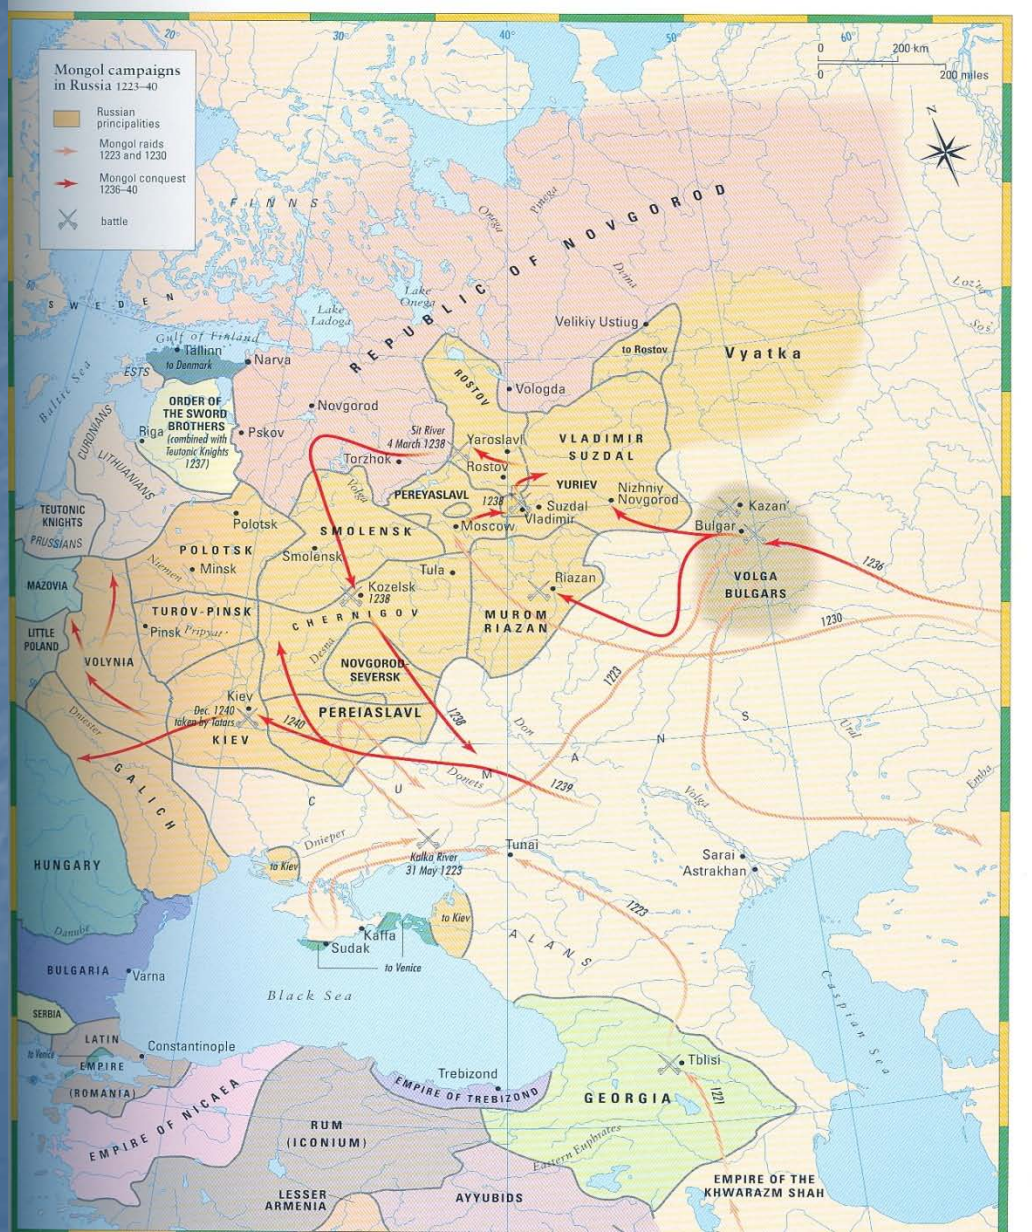 20°
30°
40°
50°
60°
0 200 km
0 200 miles
N
Mongol campaigns
in Russia 1223–40
Russian
principalities
Mongol raids
1223 and 1230
Mongol conquest
1236–40
battle
FINNS
SWEDEN
REPUBLIC OF NOVGOROD
Onega
Pinega
Dvina
Lake
Onega
Lake
Ladoga
Loz'va
Sos'
Velikiy Ustiug
to Rostov
Vyatka
Gulf of Finland
Tallinn
to Denmark
Narva
ESTS
Baltic Sea
ORDER OF
THE SWORD
BROTHERS
(combined with
Teutonic Knights
1237)
Riga
Pskov
Novgorod
CURONIANS
LITHUANIANS
ROSTOV
Vologda
Sit River
4 March 1238
Torzhok
Yaroslavl
Rostov
VLADIMIR
SUZDAL
YURIEV
Nizhniy
Novgorod
Volga
PEREYASLAVL
1238
Suzdal
Vladimir
Moscow
Kazan'
Bulgar
VOLGA
BULGARS
1236
TEUTONIC
KNIGHTS
PRUSSIANS
Polotsk
POLOTSK
SMOLENSK
Smolensk
Niemen
Minsk
Tula
Riazan
MAZOVIA
Kozelsk
1238
CHERNIGOV
MUROM
RIAZAN
1230
TUROV-PINSK
Pinsk
Pripyat'
LITTLE
POLAND
VOLYNIA
Desna
NOVGOROD-
SEVERSK
1223
50°
Kiev
Dec. 1240
taken by Tatars
KIEV
1240
PEREIASLAVL
1238
Don
Dniester
Donets
1239
CUMANS
Ural
Emba
Volga
GALICH
Dnieper
HUNGARY
to Kiev
Kalka River
31 May 1223
Tunai
Sarai
Astrakhan
1223
to Kiev
Kaffa
Sudak
to Venice
ALANS
Danube
BULGARIA
Varna
Black Sea
Caspian Sea
SERBIA
LATIN
EMPIRE
(ROMANIA)
to Venice
Constantinople
Trebizond
EMPIRE OF TREBIZOND
Tblisi
GEORGIA
1221
EMPIRE OF NICAEA
RUM
(ICONIUM)
Eastern Euphrates
LESSER
ARMENIA
AYYUBIDS
EMPIRE OF THE
KHWARAZM SHAH